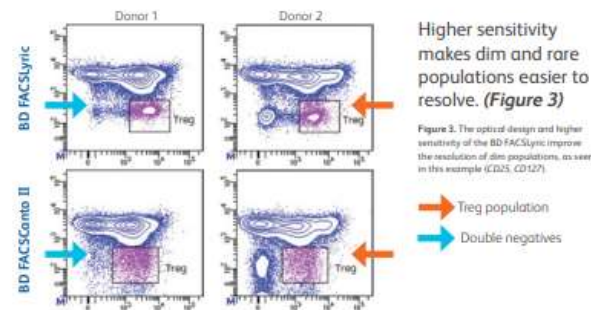 Donor 1
Donor 2
BD FACSLyric
Treg
Treg
BD FACSCanto II
Treg
Treg
Higher sensitivity
makes dim and rare
populations easier to
resolve. (Figure 3)
Figure 3. The optical design and higher
sensitivity of the BD FACSLyric improve
the resolution of dim populations, as seen
in this example (CD25, CD127).
Treg population
Double negatives